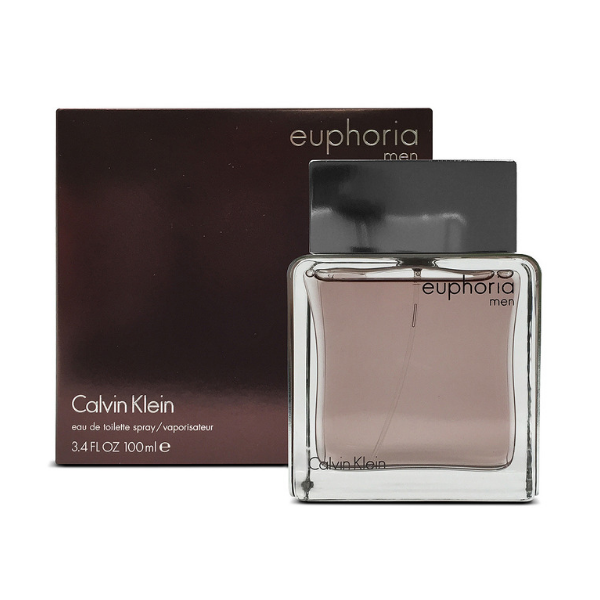 euphoria
men
Calvin Klein
eau de toilette spray/vaporisateur
3.4 FL OZ 100ml ℮
euphoria
men
Calvin Klein